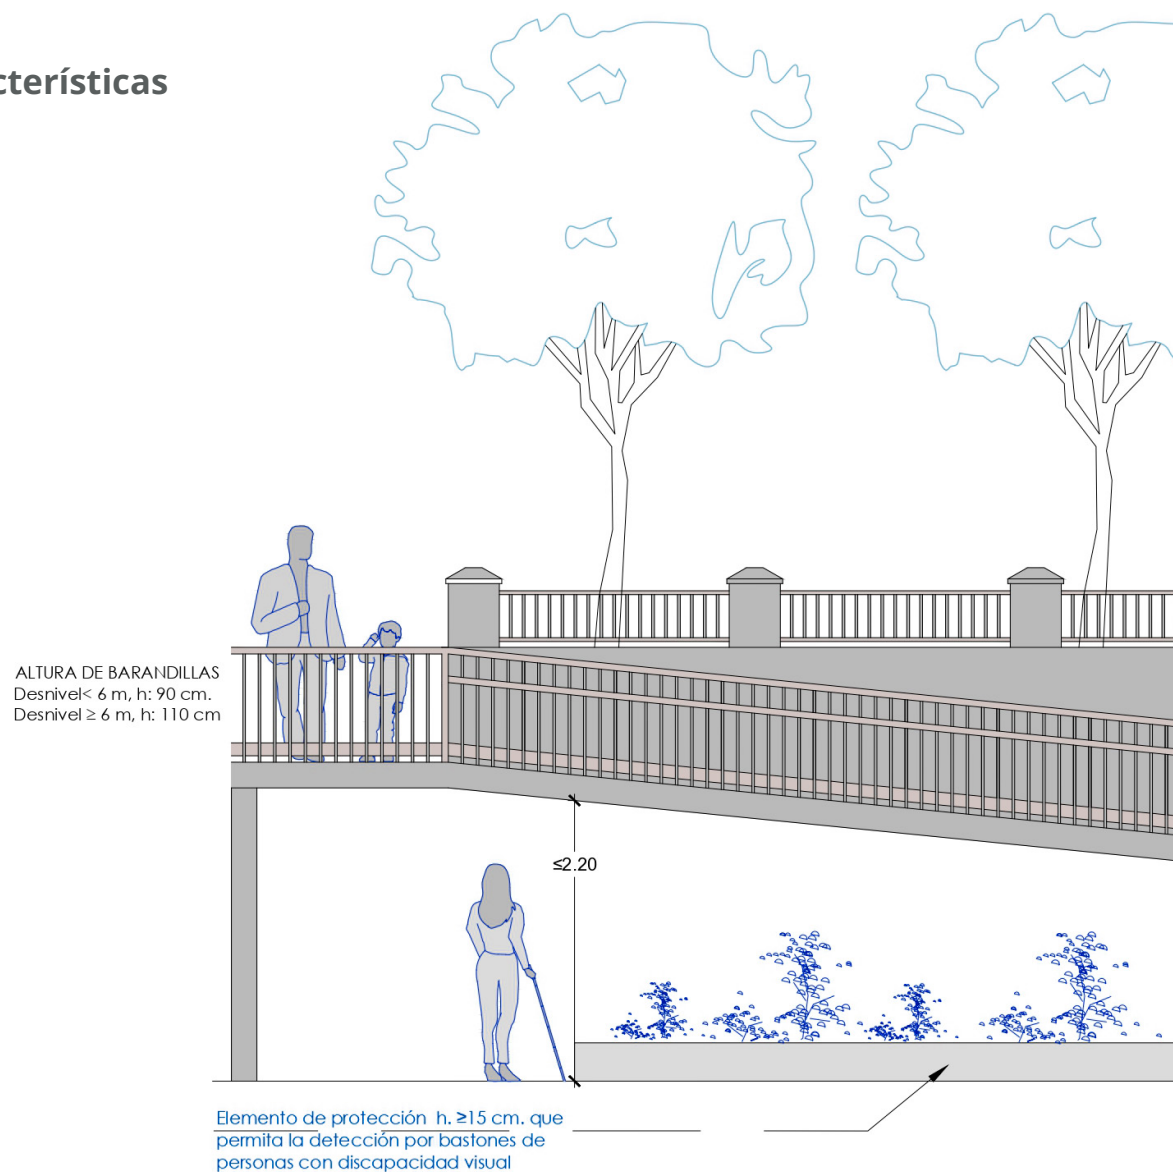 cterísticas
ALTURA DE BARANDILLAS
Desnivel< 6 m, h: 90 cm.
Desnivel ≥ 6 m, h: 110 cm
≤2.20
Elemento de protección h. ≥15 cm. que
permita la detección por bastones de
personas con discapacidad visual